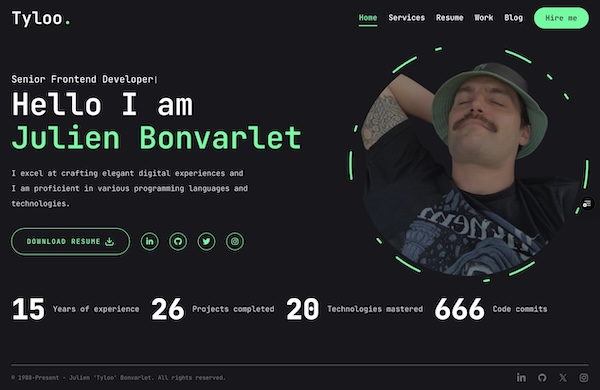 Tyloo.
Home Services Resume Work Blog Hire me
Senior Frontend Developer|
Hello I am
Julien Bonvarlet
I excel at crafting elegant digital experiences and
I am proficient in various programming languages and
technologies.
DOWNLOAD RESUME
15 Years of experience 26 Projects completed 20 Technologies mastered 666 Code commits
© 1988-Present - Julien 'Tyloo' Bonvarlet. All rights reserved.